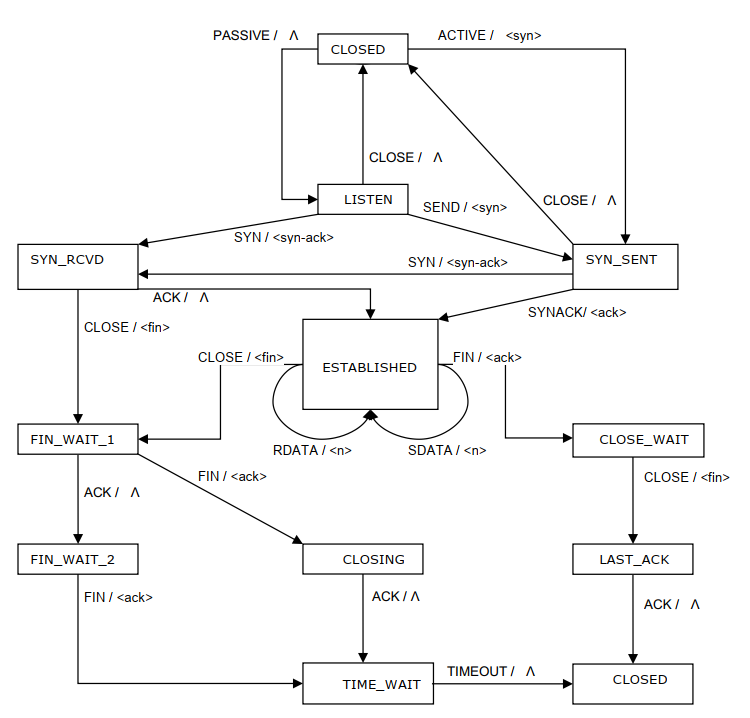 PASSIVE / Λ
CLOSED
ACTIVE / <syn>
CLOSE / Λ
LISTEN
CLOSE / Λ
SEND / <syn>
SYN / <syn-ack>
SYN_RCVD
SYN / <syn-ack>
SYN_SENT
ACK / Λ
SYNACK/ <ack>
CLOSE / <fin>
CLOSE / <fin>
ESTABLISHED
FIN / <ack>
RDATA / <n>
SDATA / <n>
FIN_WAIT_1
CLOSE_WAIT
FIN / <ack>
CLOSE / <fin>
ACK / Λ
FIN_WAIT_2
CLOSING
LAST_ACK
FIN / <ack>
ACK / Λ
ACK / Λ
TIME_WAIT
TIMEOUT / Λ
CLOSED